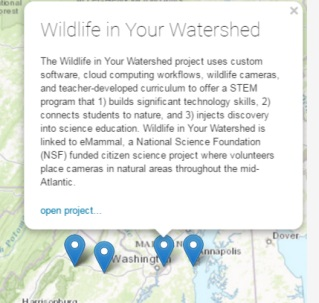 ×
Wildlife in Your Watershed
The Wildlife in Your Watershed project uses custom
software, cloud computing workflows, wildlife cameras,
and teacher-developed curriculum to offer a STEM
program that 1) builds significant technology skills, 2)
connects students to nature, and 3) injects discovery
into science education. Wildlife in Your Watershed is
linked to eMammal, a National Science Foundation
(NSF) funded citizen science project where volunteers
place cameras in natural areas throughout the mid-
Atlantic.
open project...
Dover
Washington